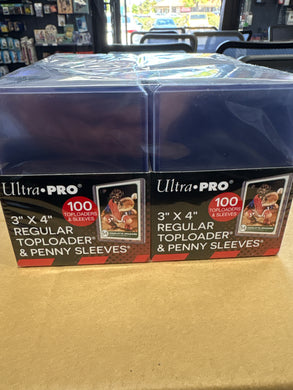 Ultra•PRO®
100
TOPLOADERS
& SLEEVES
3" X 4"
REGULAR
TOPLOADER®
& PENNY SLEEVES®
Ultra•PRO®
100
TOPLOADERS
& SLEEVES
3" X 4"
REGULAR
TOPLOADER®
& PENNY SLEEVES®